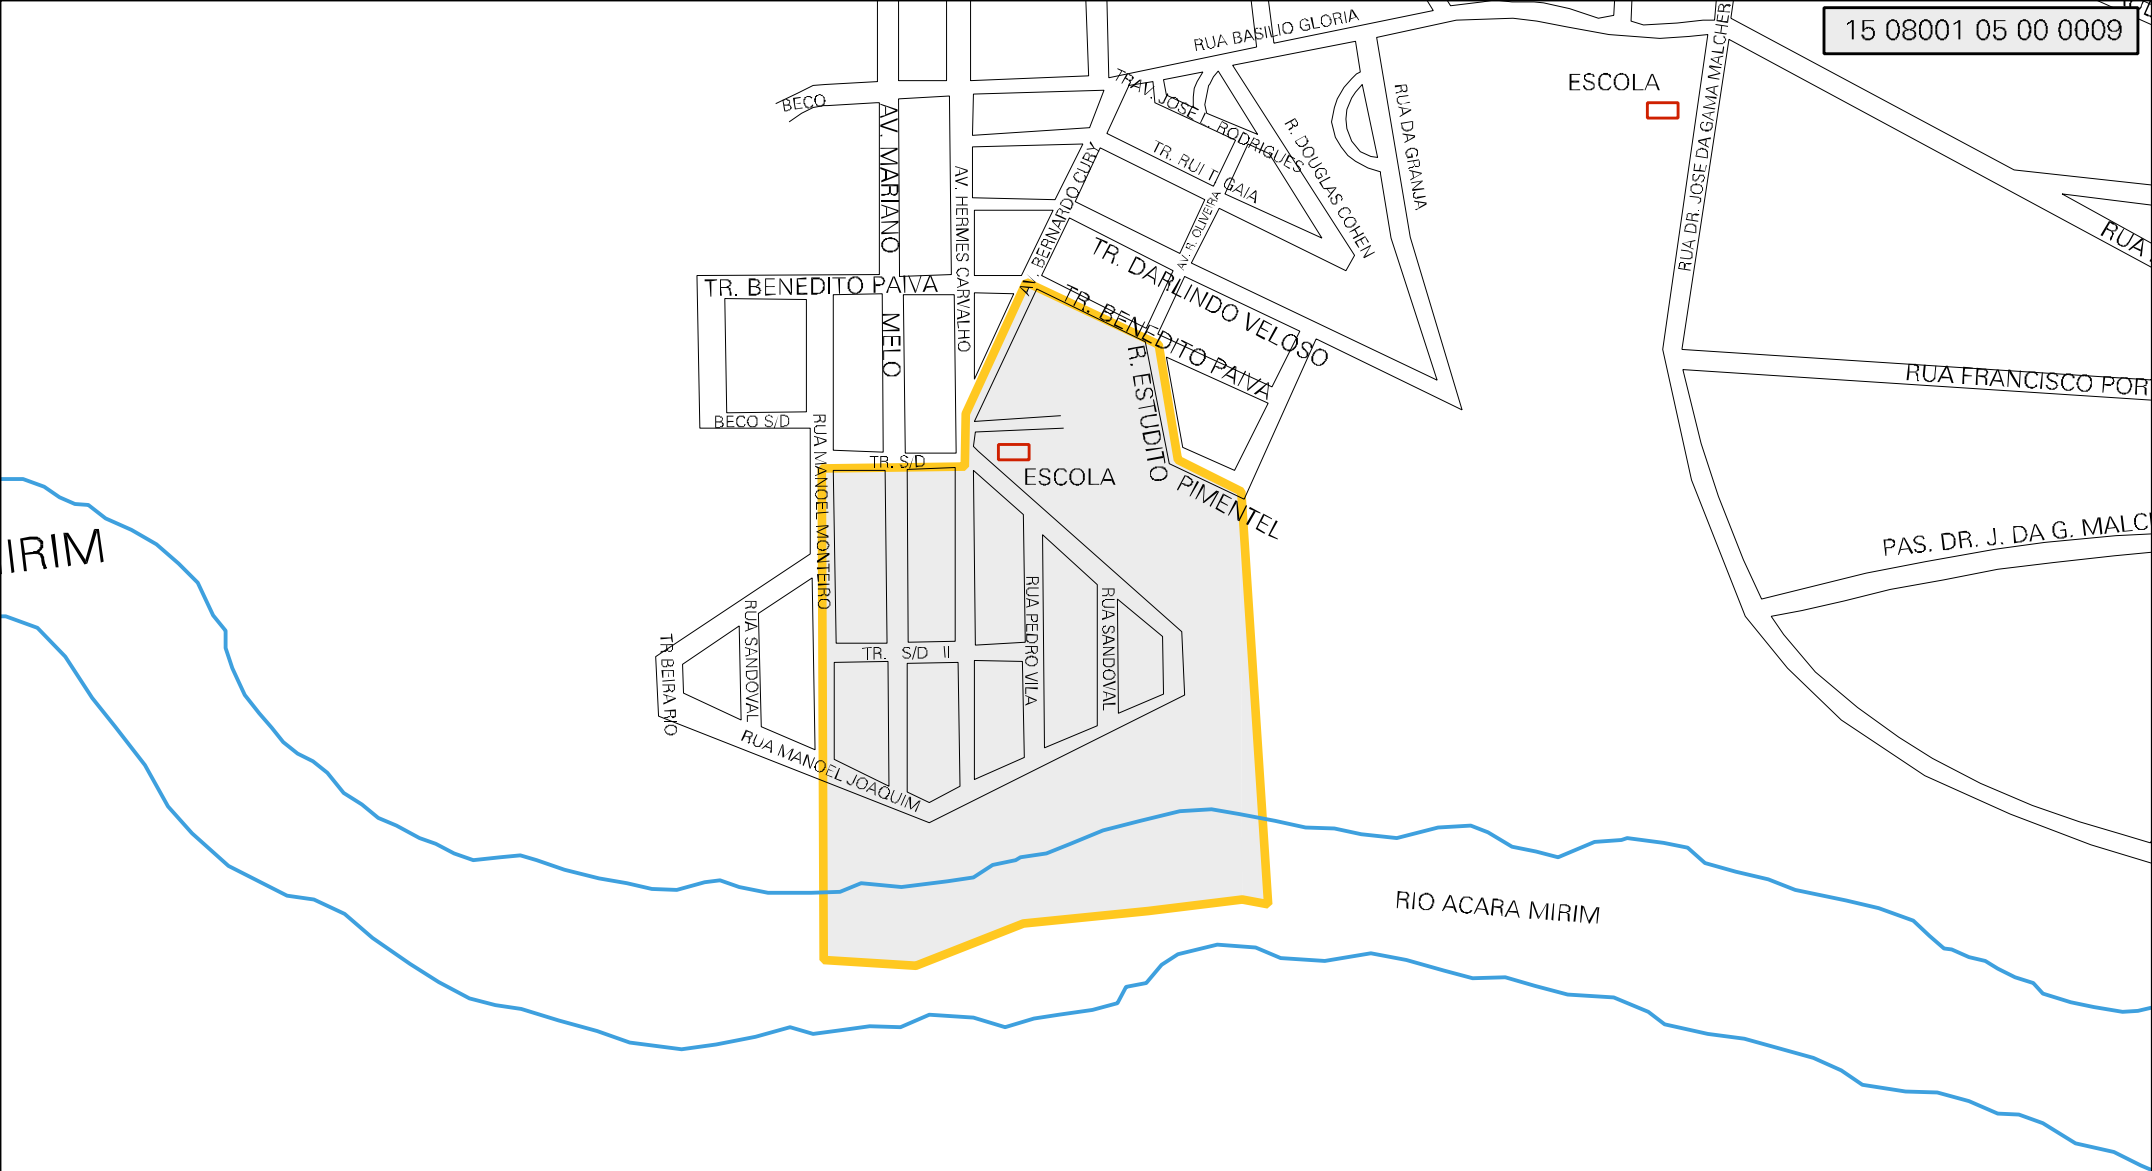 15 08001 05 00 0009
RUA BASILIO GLORIA
ESCOLA
RUA DR. JOSE DA GAMA MALCHER
BECO
TRAV. JOSE L. RODRIGUES
RUA DA GRANJA
R. DOUGLAS COHEN
AV. MARIANO MELO
AV. HERMES CARVALHO
AV. BERNARDO CURY
TR. RUI T. GAIA
AV. R. OLIVEIRA
TR. DARLINDO VELOSO
RUA
TR. BENEDITO PAIVA
TR. BENEDITO PAIVA
R. ESTUDITO PIMENTEL
RUA FRANCISCO POR
BECO S/D
RUA MANOEL MONTEIRO
TR. S/D
ESCOLA
PAS. DR. J. DA G. MALC
IRIM
RUA PEDRO VILA
RUA SANDOVAL
RUA SANDOVAL
TR BEIRA RIO
TR. S/D II
RUA MANOEL JOAQUIM
RIO ACARA MIRIM